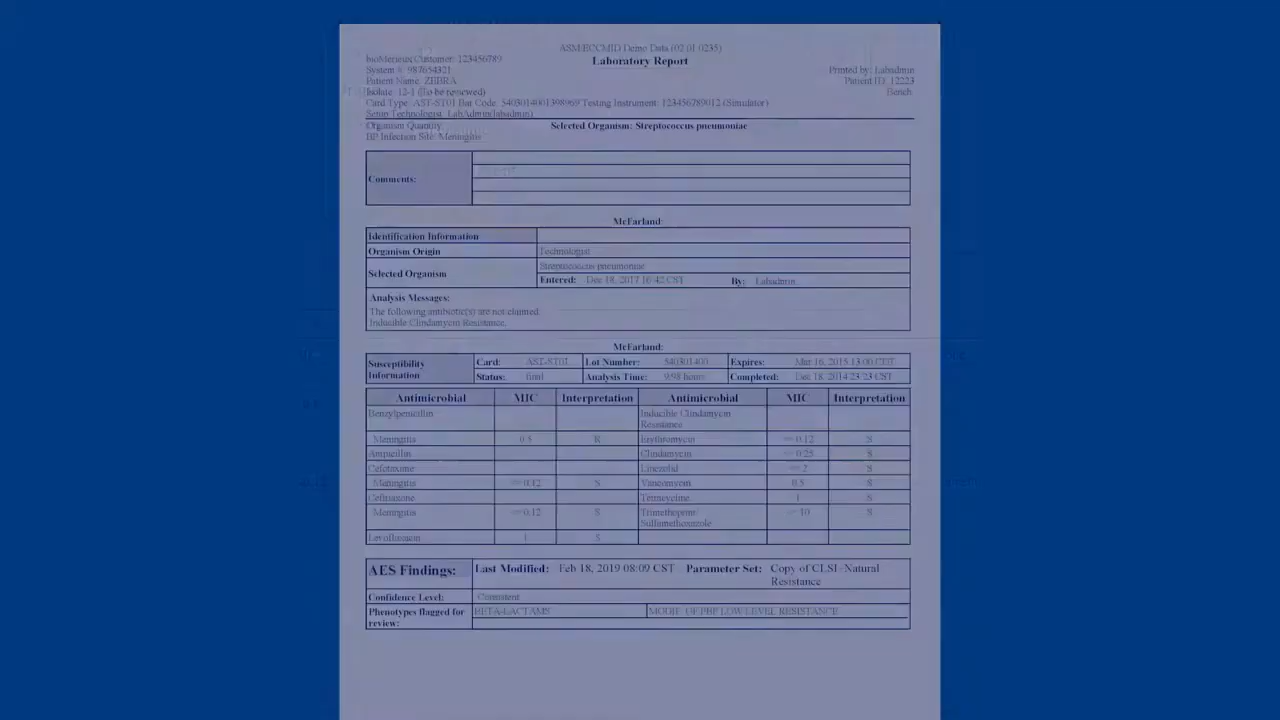 ASM/ECCMID Demo Data (02.01.0235)
bioMerieux Customer: 123456789
Laboratory Report
System #: 987654321
Printed by: Labadmin
Patient Name: ZEBRA
Patient ID: 12223
Isolate: 12-1 (To be reviewed)
Bench:
Card Type: AST-ST01 Bar Code: 5403014001398969 Testing Instrument: 123456789012 (Simulator)
Setup Technologist: LabAdmin(labadmin)
Organism Quantity:
Selected Organism: Streptococcus pneumoniae
BP Infection Site: Meningitis
Comments:
McFarland:
Identification Information
Organism Origin Technologist
Selected Organism Streptococcus pneumoniae
Entered: Dec 18, 2017 16:42 CST By: Labadmin
Analysis Messages:
The following antibiotic(s) are not claimed:
Inducible Clindamycin Resistance,
McFarland:
Susceptibility Information Card: AST-ST01 Lot Number: 540301400 Expires: Mar 16, 2015 13:00 CDT
Status: final Analysis Time: 9.98 hours Completed: Dec 18, 2014 23:23 CST
Antimicrobial MIC Interpretation Antimicrobial MIC Interpretation
Benzylpenicillin Inducible Clindamycin Resistance
Meningitis 0.5 R Erythromycin <= 0.12 S
Ampicillin Clindamycin <= 0.25 S
Cefotaxime Linezolid <= 2 S
Meningitis <= 0.12 S Vancomycin 0.5 S
Ceftriaxone Tetracycline 1 S
Meningitis <= 0.12 S Trimethoprim/ Sulfamethoxazole <= 10 S
Levofloxacin 1 S
AES Findings: Last Modified: Feb 18, 2019 08:09 CST Parameter Set: Copy of CLSI+Natural Resistance
Confidence Level: Consistent
Phenotypes flagged for review: BETA-LACTAMS MODIF. OF PBP LOW LEVEL RESISTANCE